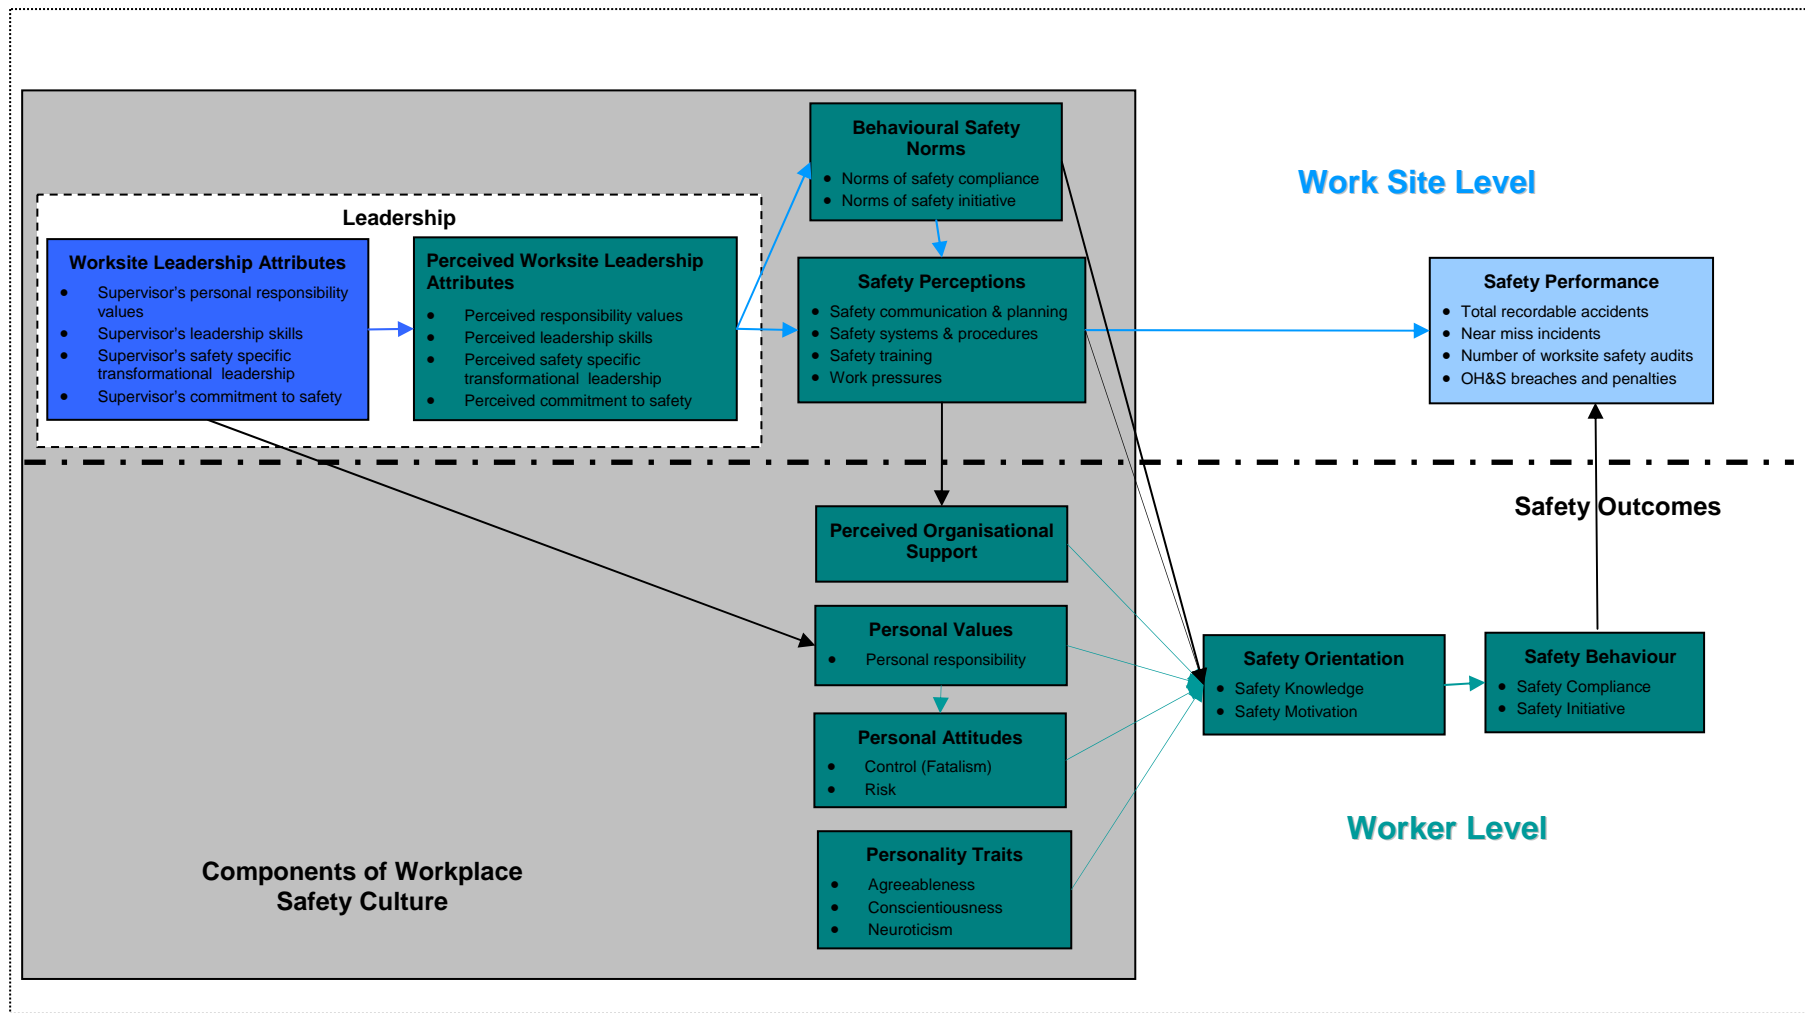 Behavioural Safety
Norms
● Norms of safety compliance
● Norms of safety initiative
Work Site Level
Leadership
Worksite Leadership Attributes
● Supervisor's personal responsibility
values
● Supervisor's leadership skills
● Supervisor's safety specific
transformational leadership
● Supervisor's commitment to safety
Perceived Worksite Leadership
Attributes
● Perceived responsibility values
● Perceived leadership skills
● Perceived safety specific
transformational leadership
● Perceived commitment to safety
Safety Perceptions
● Safety communication & planning
● Safety systems & procedures
● Safety training
● Work pressures
Safety Performance
● Total recordable accidents
● Near miss incidents
● Number of worksite safety audits
● OH&S breaches and penalties
Safety Outcomes
Perceived Organisational
Support
Personal Values
● Personal responsibility
Safety Orientation
● Safety Knowledge
● Safety Motivation
Safety Behaviour
● Safety Compliance
● Safety Initiative
Personal Attitudes
● Control (Fatalism)
● Risk
Worker Level
Personality Traits
● Agreeableness
● Conscientiousness
● Neuroticism
Components of Workplace
Safety Culture